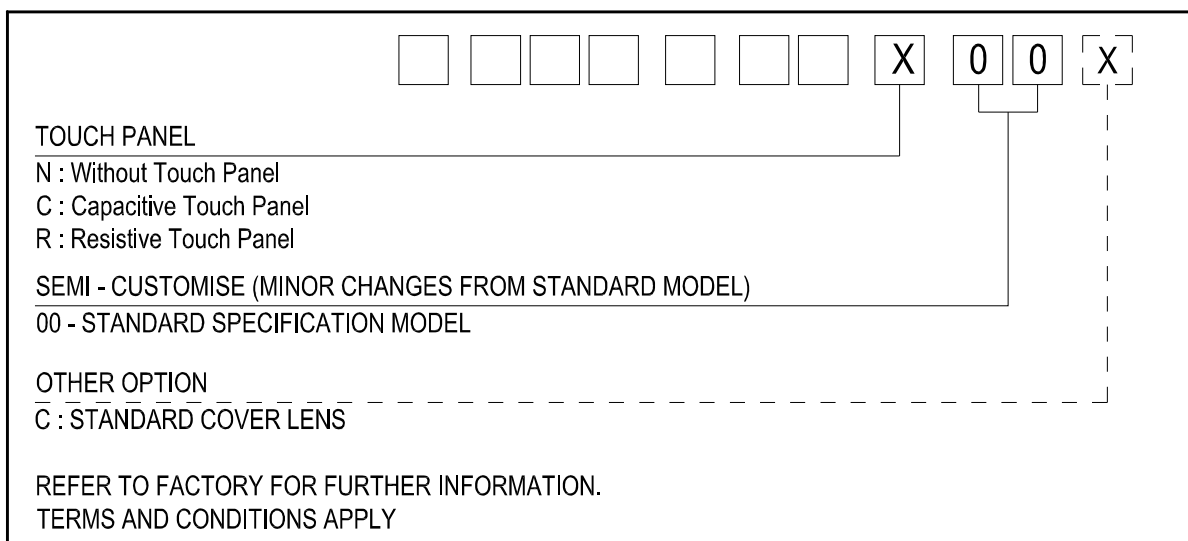 X 0 0 X
TOUCH PANEL
N : Without Touch Panel
C : Capacitive Touch Panel
R : Resistive Touch Panel
SEMI - CUSTOMISE (MINOR CHANGES FROM STANDARD MODEL)
00 - STANDARD SPECIFICATION MODEL
OTHER OPTION
C : STANDARD COVER LENS
REFER TO FACTORY FOR FURTHER INFORMATION.
TERMS AND CONDITIONS APPLY